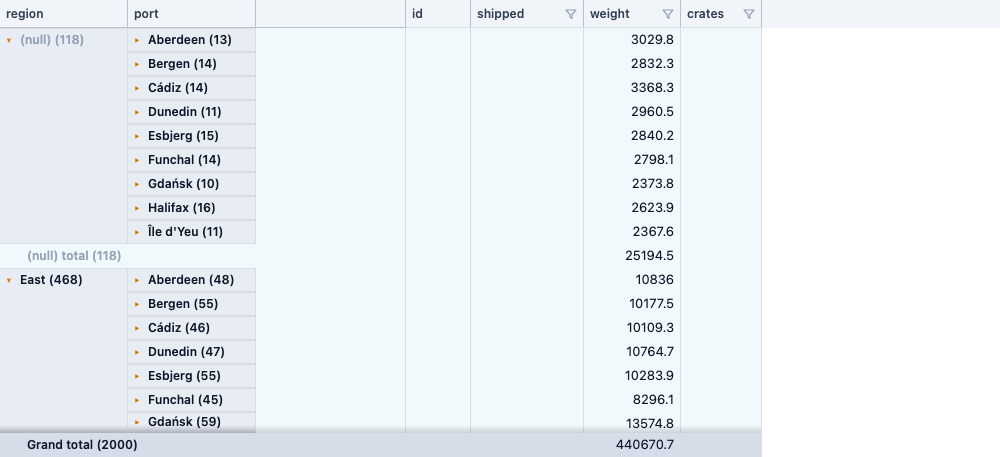 region port id shipped weight crates
(null) (118) Aberdeen (13) 3029.8
Bergen (14) 2832.3
Cádiz (14) 3368.3
Dunedin (11) 2960.5
Esbjerg (15) 2840.2
Funchal (14) 2798.1
Gdańsk (10) 2373.8
Halifax (16) 2623.9
Île d'Yeu (11) 2367.6
(null) total (118) 25194.5
East (468) Aberdeen (48) 10836
Bergen (55) 10177.5
Cádiz (46) 10109.3
Dunedin (47) 10764.7
Esbjerg (55) 10283.9
Funchal (45) 8296.1
Gdańsk (59) 13574.8
Grand total (2000) 440670.7